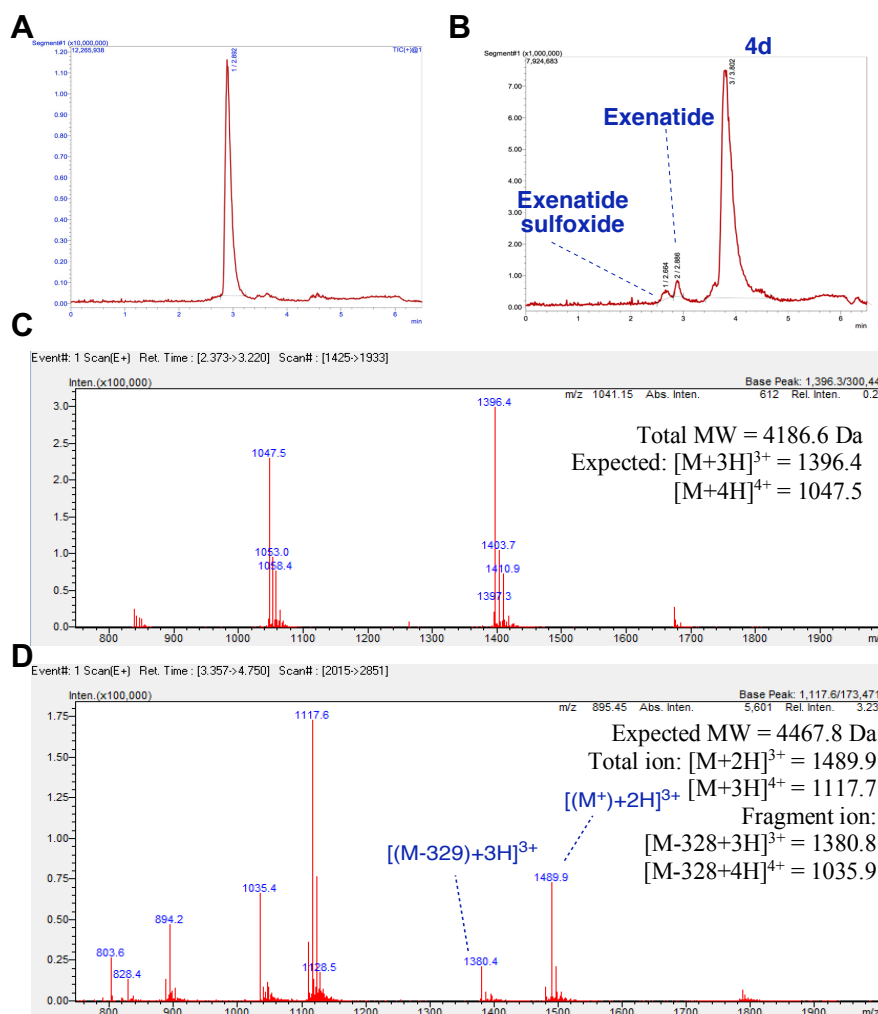 A
Segment#1 (x10,000,000)
12,265,938
TIC(+)@1
1 / 2.892
1.20
1.10
1.00
0.90
0.80
0.70
0.60
0.50
0.40
0.30
0.20
0.10
0.00
0 1 2 3 4 5 6
min
B
4d
Segment#1 (x1,000,000)
7,924,683
3 / 3.802
Exenatide
Exenatide
sulfoxide
1 / 2.664
2 / 2.886
7.00
6.00
5.00
4.00
3.00
2.00
1.00
0.00
0 1 2 3 4 5 6
min
C
Event#: 1 Scan(E+) Ret. Time : [2.373->3.220] Scan# : [1425->1933]
Inten.(x100,000)
Base Peak: 1,396.3/300,44
m/z 1041.15 Abs. Inten. 612 Rel. Inten. 0.2
3.0
2.5
2.0
1.5
1.0
0.5
0.0
1396.4
1047.5
1053.0
1058.4
1403.7
1410.9
1397.3
Total MW = 4186.6 Da
Expected: [M+3H]³⁺ = 1396.4
[M+4H]⁴⁺ = 1047.5
800 900 1000 1100 1200 1300 1400 1500 1600 1700 1800 1900
D
Event#: 1 Scan(E+) Ret. Time : [3.357->4.750] Scan# : [2015->2851]
Inten.(x100,000)
Base Peak: 1,117.6/173,471
m/z 895.45 Abs. Inten. 5,601 Rel. Inten. 3.23
1.75
1.50
1.25
1.00
0.75
0.50
0.25
0.00
1117.6
Expected MW = 4467.8 Da
Total ion: [M+2H]³⁺ = 1489.9
[M+3H]⁴⁺ = 1117.7
Fragment ion:
[M-328+3H]³⁺ = 1380.8
[M-328+4H]⁴⁺ = 1035.9
[(M⁺)+2H]³⁺
[(M-329)+3H]³⁺
1035.4
1489.9
894.2
803.6
828.4
1128.5
1380.4
800 900 1000 1100 1200 1300 1400 1500 1600 1700 1800 1900